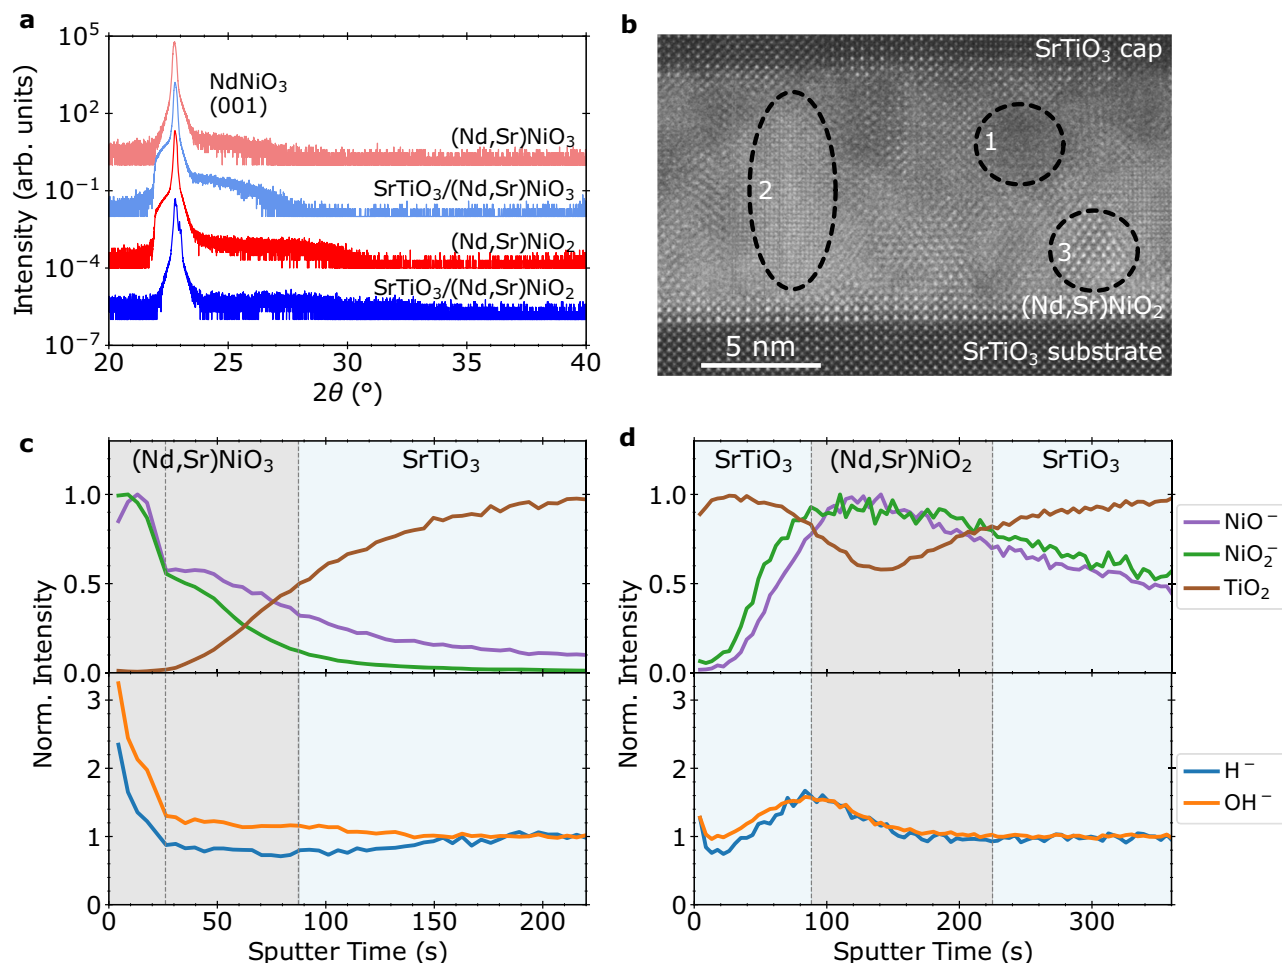 a
Intensity (arb. units)
10⁵
10²
10⁻¹
10⁻⁴
10⁻⁷
NdNiO₃
(001)
(Nd,Sr)NiO₃
SrTiO₃/(Nd,Sr)NiO₃
(Nd,Sr)NiO₂
SrTiO₃/(Nd,Sr)NiO₂
20 25 30 35 40
2θ (°)
b
SrTiO₃ cap
1
2
3
(Nd,Sr)NiO₂
5 nm
SrTiO₃ substrate
c
(Nd,Sr)NiO₃ SrTiO₃
Norm. Intensity
1.0
0.5
0.0
3
2
1
0
0 50 100 150 200
Sputter Time (s)
d
SrTiO₃ (Nd,Sr)NiO₂ SrTiO₃
Norm. Intensity
1.0
0.5
0.0
3
2
1
0
0 100 200 300
Sputter Time (s)
NiO⁻
NiO₂⁻
TiO₂
H⁻
OH⁻